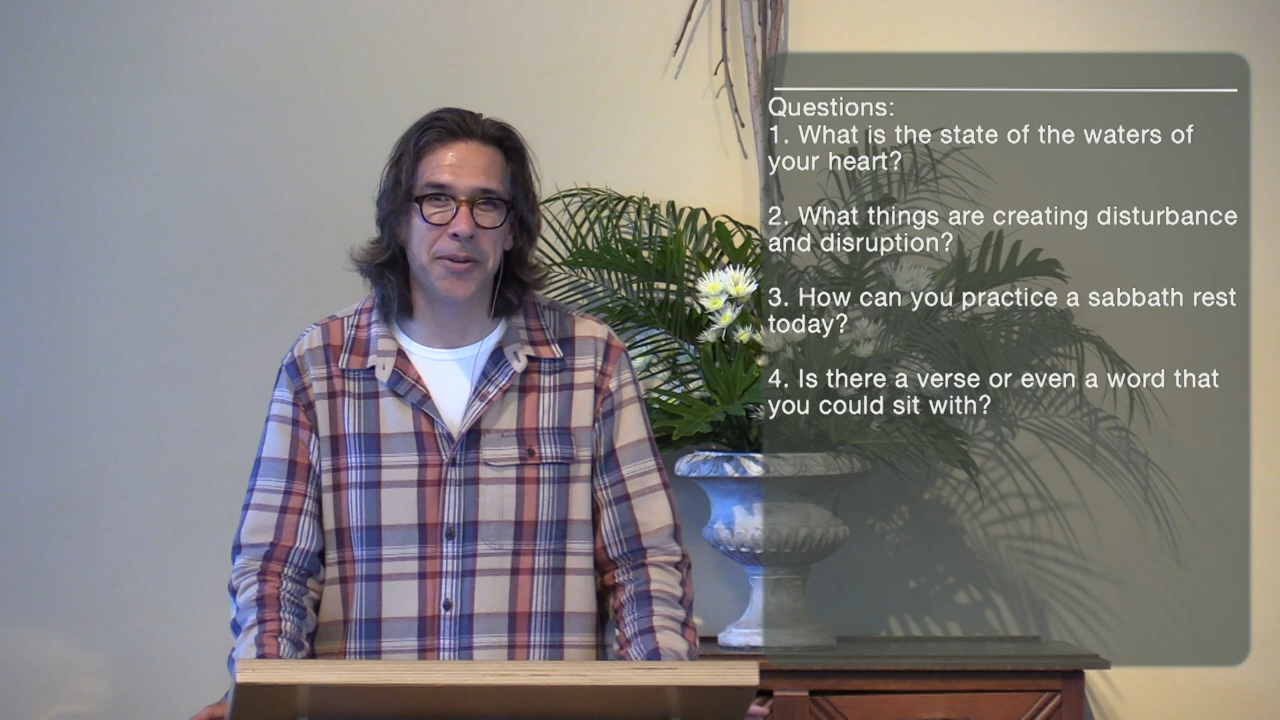 Questions:
1. What is the state of the waters of
your heart?
2. What things are creating disturbance
and disruption?
3. How can you practice a sabbath rest
today?
4. Is there a verse or even a word that
you could sit with?